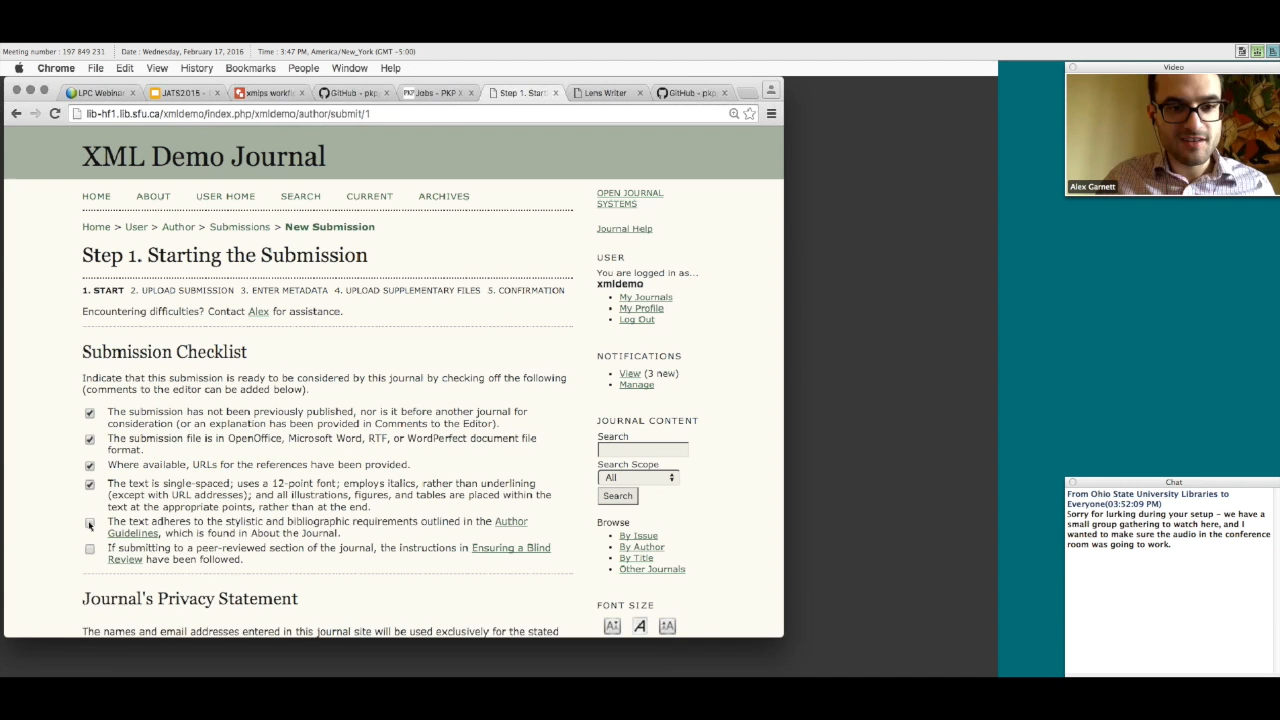 Meeting number : 197 849 231
Date : Wednesday, February 17, 2016
Time : 3:47 PM, America/New_York (GMT -5:00)
Chrome File Edit View History Bookmarks People Window Help
LPC Webinar
JATS2015 -
xmlps workfl
GitHub - pkp
Jobs - PKP X
Step 1. Start
Lens Writer
GitHub - pkp
lib-hf1.lib.sfu.ca/xmldemo/index.php/xmldemo/author/submit/1
XML Demo Journal
HOME ABOUT USER HOME SEARCH CURRENT ARCHIVES
Home > User > Author > Submissions > New Submission
Step 1. Starting the Submission
1. START 2. UPLOAD SUBMISSION 3. ENTER METADATA 4. UPLOAD SUPPLEMENTARY FILES 5. CONFIRMATION
Encountering difficulties? Contact Alex for assistance.
Submission Checklist
Indicate that this submission is ready to be considered by this journal by checking off the following
(comments to the editor can be added below).
The submission has not been previously published, nor is it before another journal for
consideration (or an explanation has been provided in Comments to the Editor).
The submission file is in OpenOffice, Microsoft Word, RTF, or WordPerfect document file
format.
Where available, URLs for the references have been provided.
The text is single-spaced; uses a 12-point font; employs italics, rather than underlining
(except with URL addresses); and all illustrations, figures, and tables are placed within the
text at the appropriate points, rather than at the end.
The text adheres to the stylistic and bibliographic requirements outlined in the Author
Guidelines, which is found in About the Journal.
If submitting to a peer-reviewed section of the journal, the instructions in Ensuring a Blind
Review have been followed.
Journal's Privacy Statement
The names and email addresses entered in this journal site will be used exclusively for the stated
OPEN JOURNAL
SYSTEMS
Journal Help
USER
You are logged in as...
xmldemo
My Journals
My Profile
Log Out
NOTIFICATIONS
View (3 new)
Manage
JOURNAL CONTENT
Search
Search Scope
All
Search
Browse
By Issue
By Author
By Title
Other Journals
FONT SIZE
A A A
Video
Alex Garnett
Chat
From Ohio State University Libraries to
Everyone(03:52:09 PM)
Sorry for lurking during your setup - we have a
small group gathering to watch here, and I
wanted to make sure the audio in the conference
room was going to work.